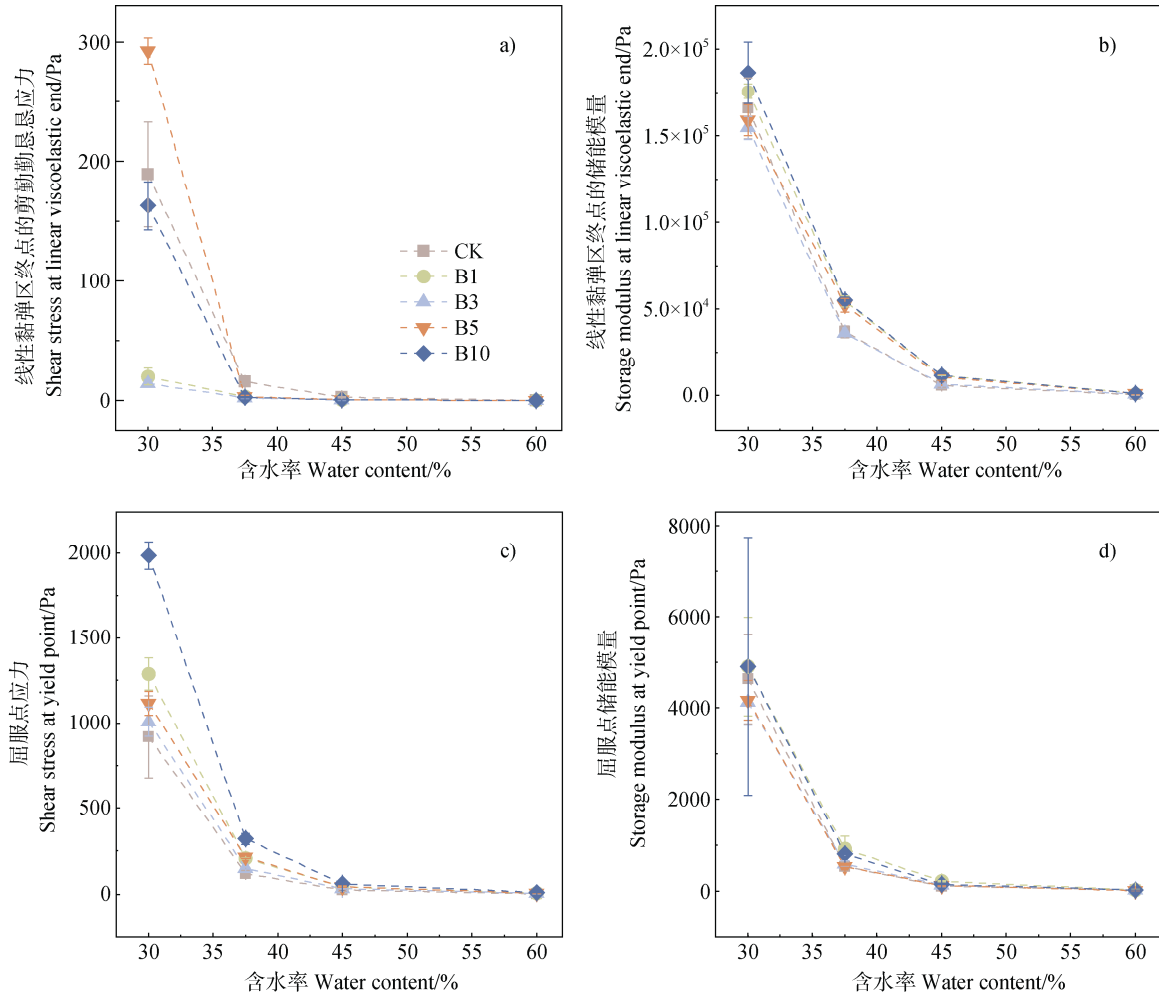 a)
线性黏弹区终点的剪勤勤恳恳应力
Shear stress at linear viscoelastic end/Pa
300
200
100
0
CK
B1
B3
B5
B10
30 35 40 45 50 55 60
含水率 Water content/%
b)
线性黏弹区终点的储能模量
Storage modulus at linear viscoelastic end/Pa
2.0×10⁵
1.5×10⁵
1.0×10⁵
5.0×10⁴
0.0
30 35 40 45 50 55 60
含水率 Water content/%
c)
屈服点应力
Shear stress at yield point/Pa
2000
1500
1000
500
0
30 35 40 45 50 55 60
含水率 Water content/%
d)
屈服点储能模量
Storage modulus at yield point/Pa
8000
6000
4000
2000
0
30 35 40 45 50 55 60
含水率 Water content/%